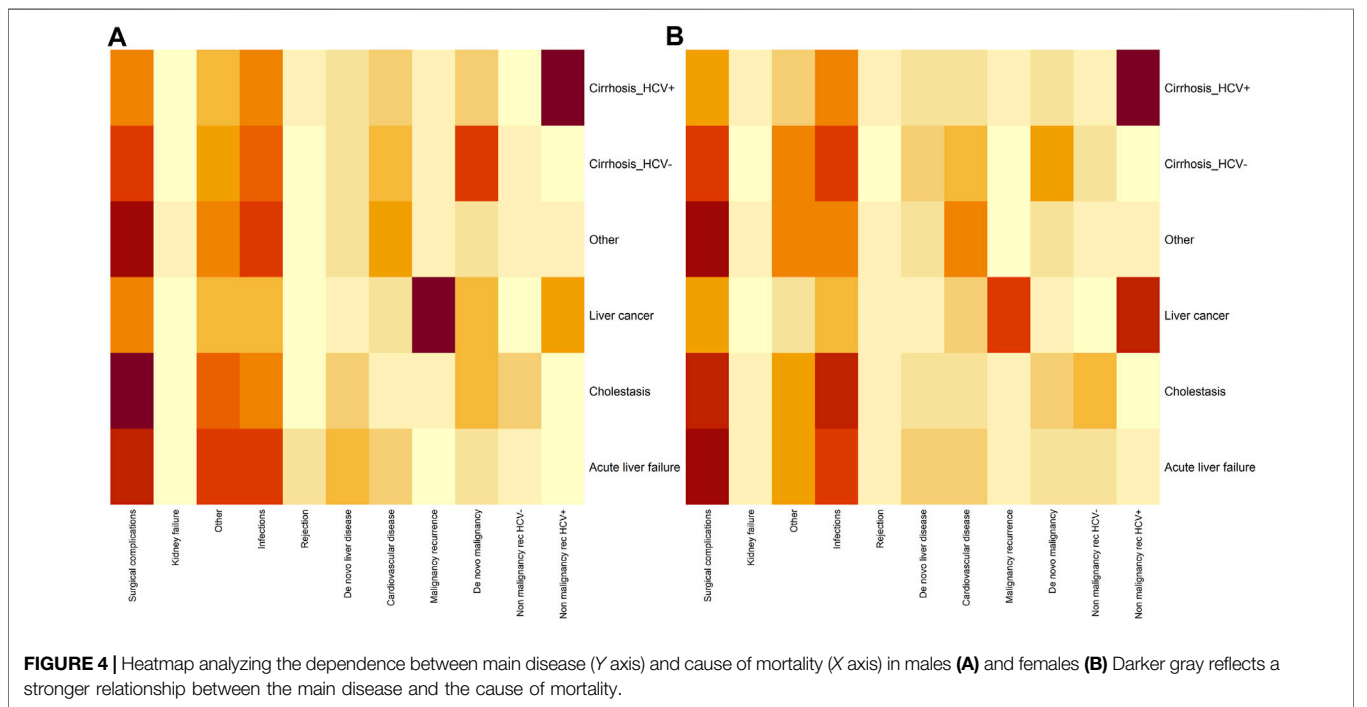 A
Cirrhosis_HCV+
Cirrhosis_HCV-
Other
Liver cancer
Cholestasis
Acute liver failure
Surgical complications
Kidney failure
Other
Infections
Rejection
De novo liver disease
Cardiovascular disease
Malignancy recurrence
De novo malignancy
Non malignancy rec HCV-
Non malignancy rec HCV+
B
Cirrhosis_HCV+
Cirrhosis_HCV-
Other
Liver cancer
Cholestasis
Acute liver failure
Surgical complications
Kidney failure
Other
Infections
Rejection
De novo liver disease
Cardiovascular disease
Malignancy recurrence
De novo malignancy
Non malignancy rec HCV-
Non malignancy rec HCV+
FIGURE 4 | Heatmap analyzing the dependence between main disease (Y axis) and cause of mortality (X axis) in males (A) and females (B) Darker gray reflects a
stronger relationship between the main disease and the cause of mortality.